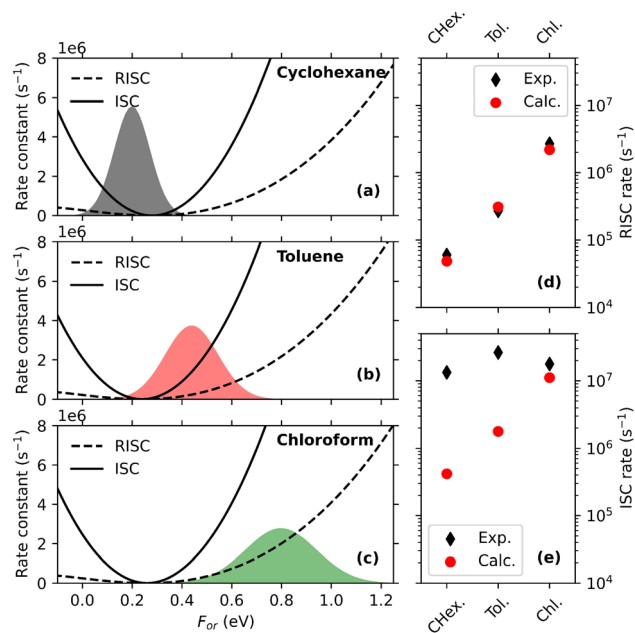 1e6
Rate constant (s⁻¹)
8
6
4
2
0
RISC
ISC
Cyclohexane
(a)
1e6
Rate constant (s⁻¹)
8
6
4
2
0
RISC
ISC
Toluene
(b)
1e6
Rate constant (s⁻¹)
8
6
4
2
0
RISC
ISC
Chloroform
(c)
0.0 0.2 0.4 0.6 0.8 1.0 1.2
F_or (eV)
CHex. Tol. Chl.
Exp.
Calc.
(d)
10⁷
10⁶
10⁵
10⁴
RISC rate (s⁻¹)
Exp.
Calc.
(e)
10⁷
10⁶
10⁵
10⁴
ISC rate (s⁻¹)
CHex. Tol. Chl.